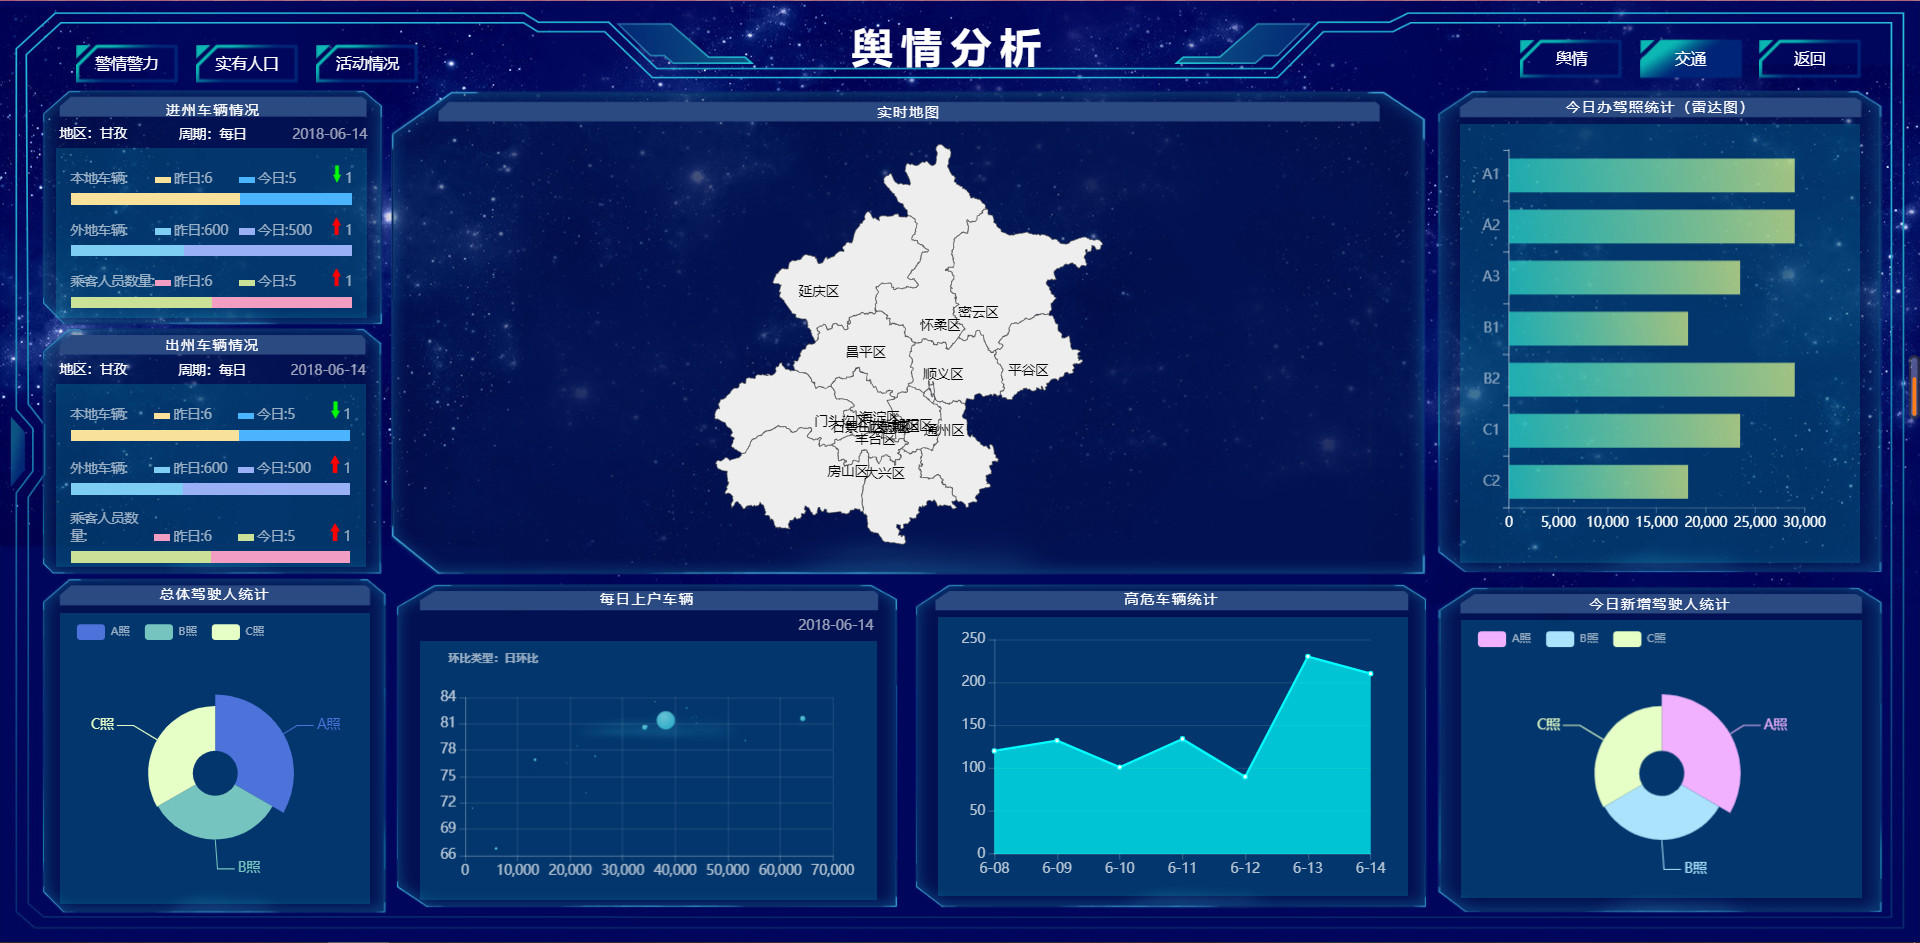 舆情分析
警情警力
实有人口
活动情况
舆情
交通
返回
进州车辆情况
地区：甘孜 周期：每日 2018-06-14
本地车辆: 昨日:6 今日:5 1
外地车辆: 昨日:600 今日:500 1
乘客人员数量: 昨日:6 今日:5 1
出州车辆情况
地区：甘孜 周期：每日 2018-06-14
本地车辆: 昨日:6 今日:5 1
外地车辆: 昨日:600 今日:500 1
乘客人员数
量: 昨日:6 今日:5 1
实时地图
延庆区
密云区
怀柔区
昌平区
顺义区
平谷区
海淀区
通州区
丰台区
房山区
大兴区
今日办驾照统计（雷达图）
A1
A2
A3
B1
B2
C1
C2
0 5,000 10,000 15,000 20,000 25,000 30,000
总体驾驶人统计
A照 B照 C照
C照
A照
B照
每日上户车辆
2018-06-14
环比类型：日环比
84
81
78
75
72
69
66
0 10,000 20,000 30,000 40,000 50,000 60,000 70,000
高危车辆统计
250
200
150
100
50
0
6-08 6-09 6-10 6-11 6-12 6-13 6-14
今日新增驾驶人统计
A照 B照 C照
C照
A照
B照